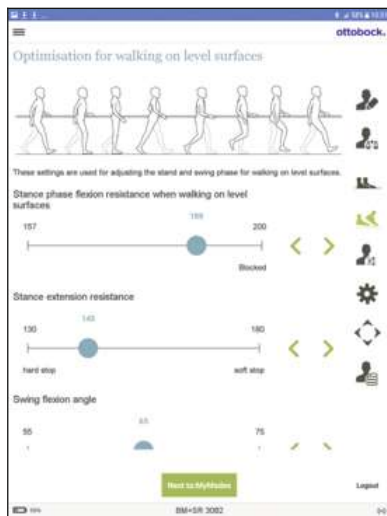 ottobock.
Optimisation for walking on level surfaces
These settings are used for adjusting the stand and swing phase for walking on level surfaces.
Stance phase flexion resistance when walking on level
surfaces
157 200
Blocked
Stance extension resistance
130 180
hard stop soft stop
Swing flexion angle
55 75
Next to MyModes
Logout